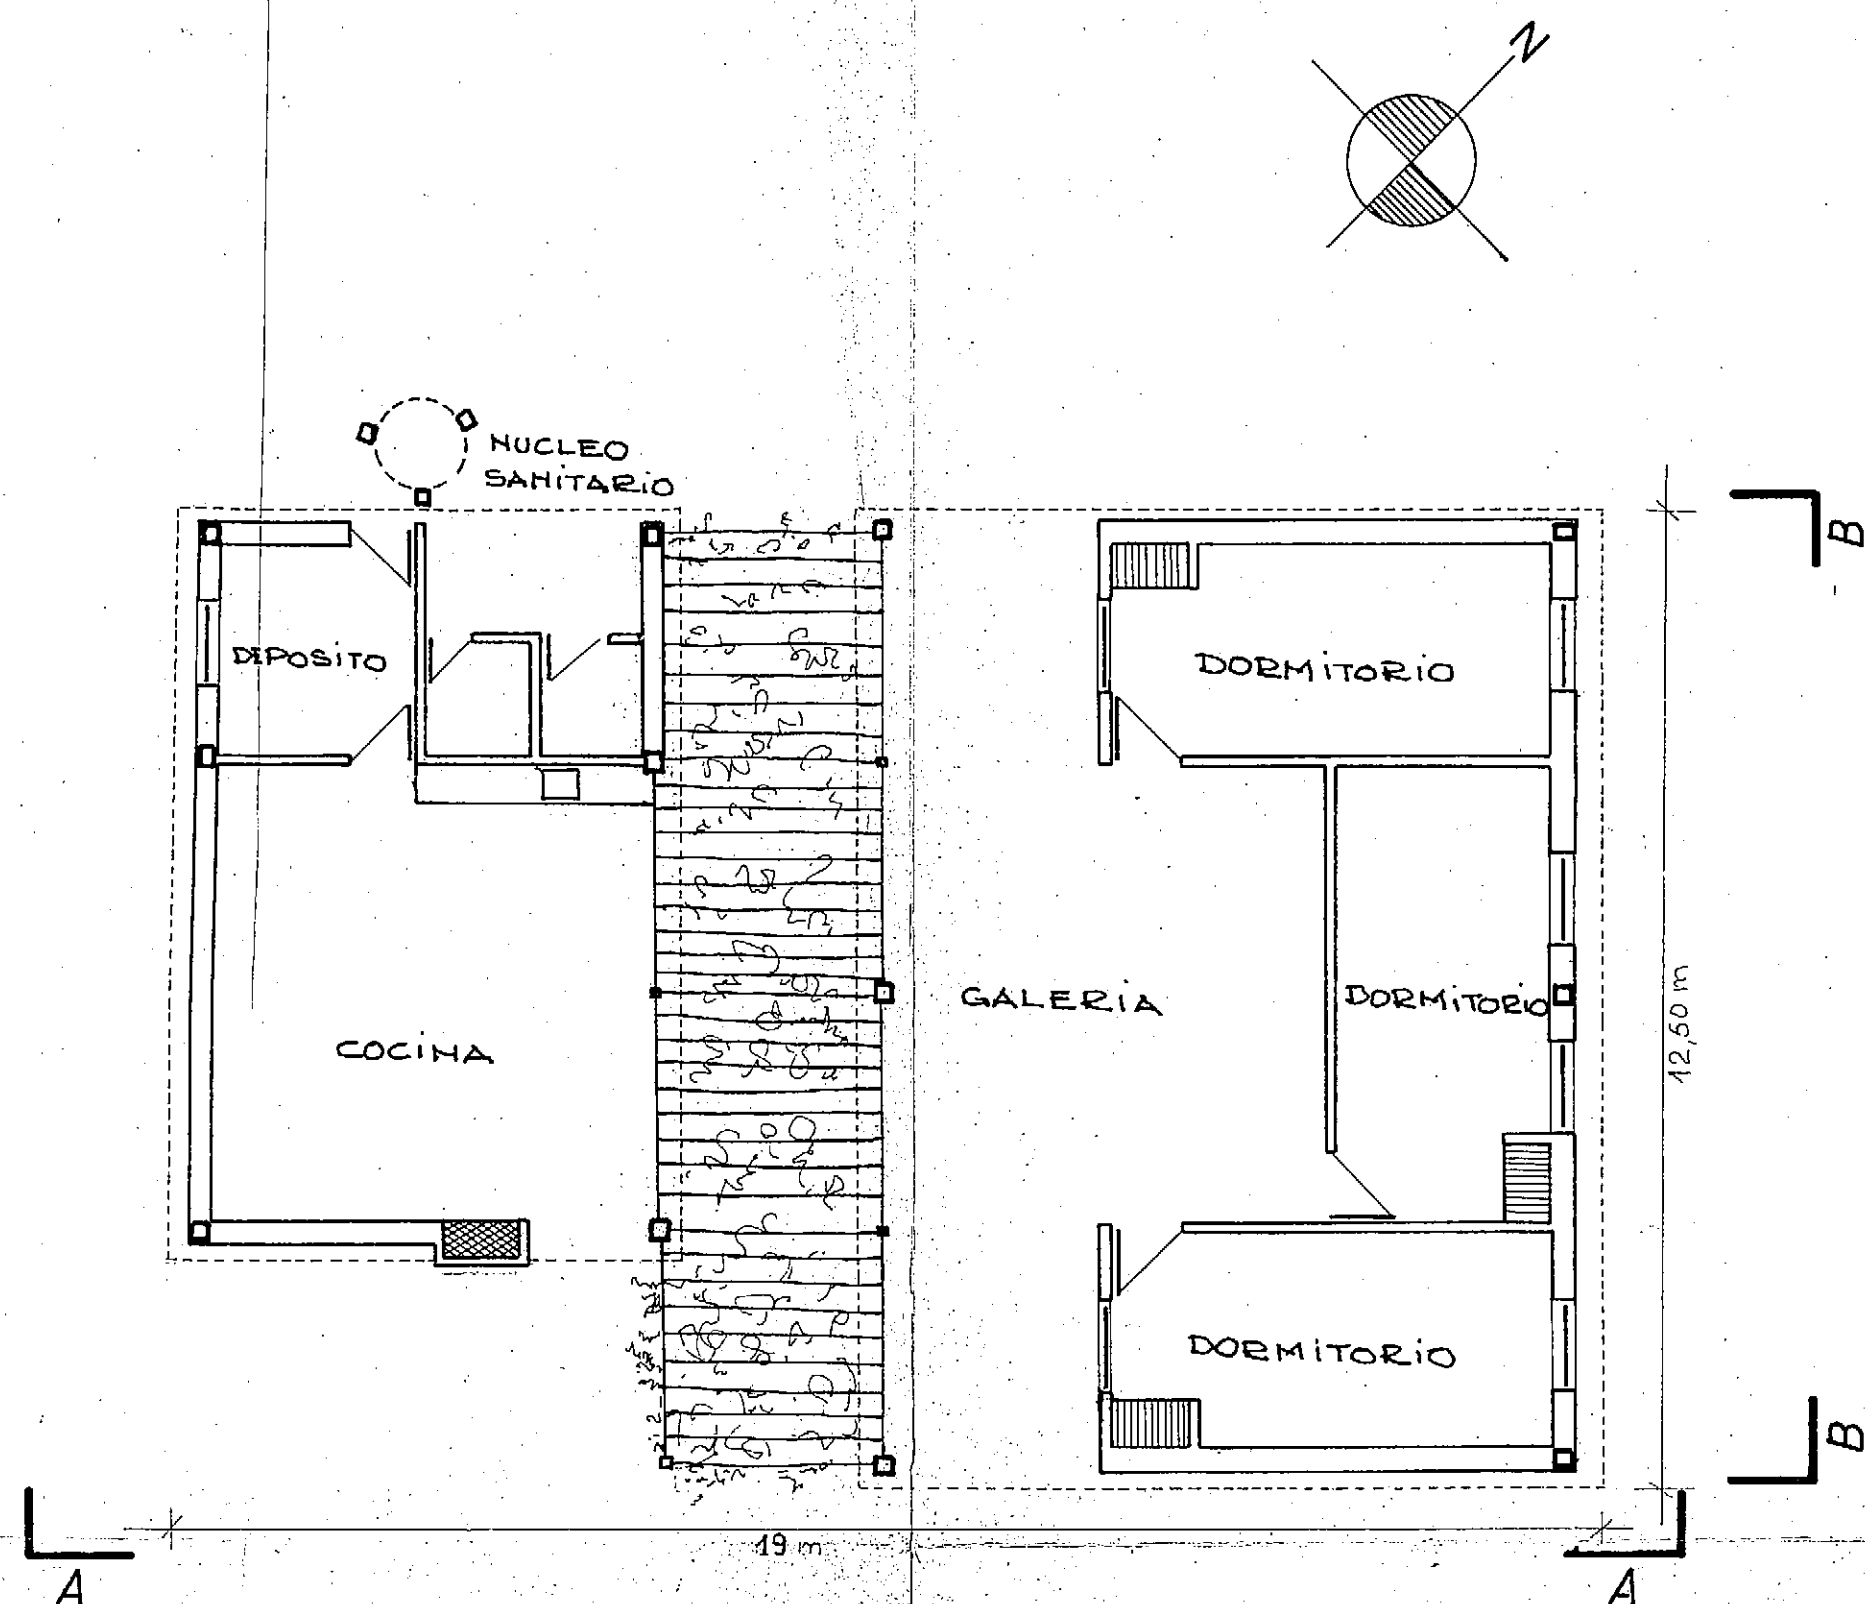 N
NUCLEO
SANITARIO
B
DEPOSITO
DORMITORIO
GALERIA
DORMITORIO
12,50 m
COCINA
DORMITORIO
B
19 m
A
A